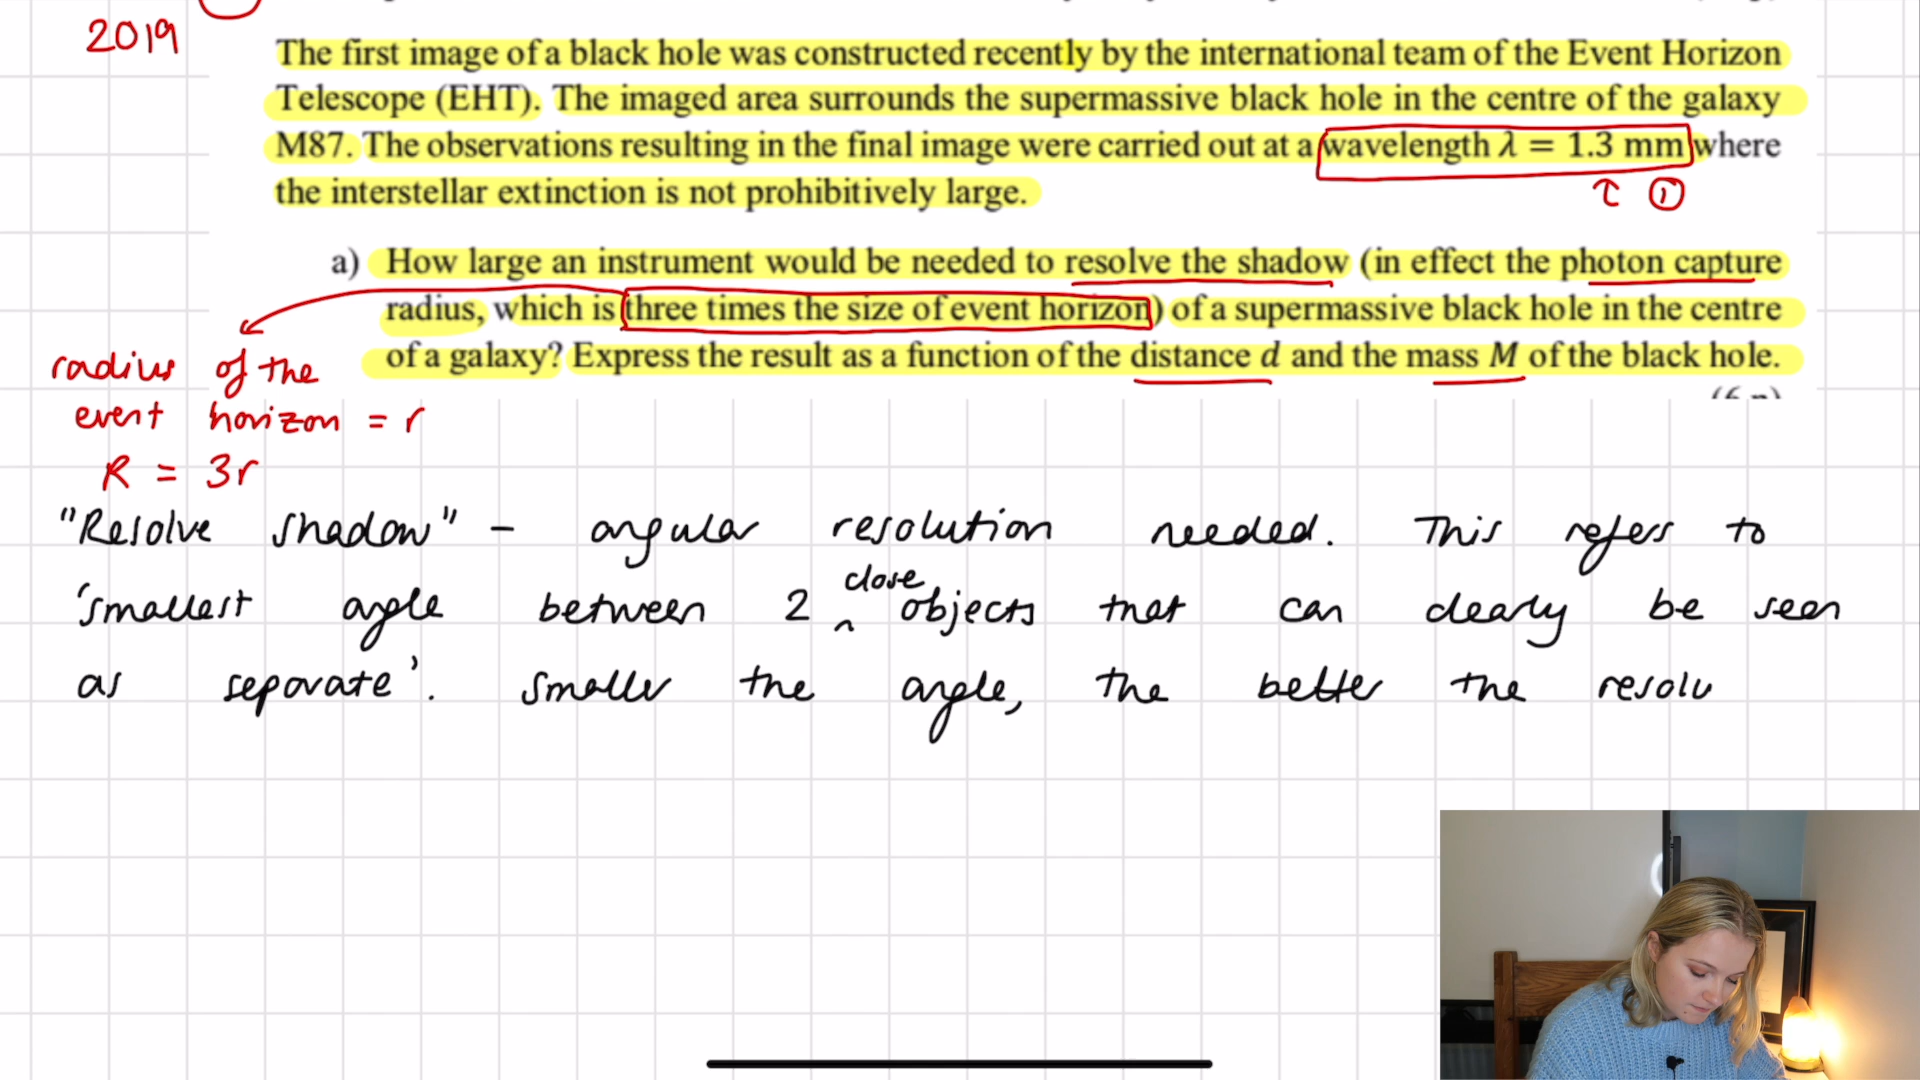 2019
The first image of a black hole was constructed recently by the international team of the Event Horizon
Telescope (EHT). The imaged area surrounds the supermassive black hole in the centre of the galaxy
M87. The observations resulting in the final image were carried out at a wavelength λ = 1.3 mm where
the interstellar extinction is not prohibitively large.
↑ ①
a) How large an instrument would be needed to resolve the shadow (in effect the photon capture
radius, which is three times the size of event horizon) of a supermassive black hole in the centre
of a galaxy? Express the result as a function of the distance d and the mass M of the black hole.
radius of the
event horizon = r
R = 3r
"Resolve shadow" - angular resolution needed. This refers to
'smallest angle between 2 ^ close objects that can clearly be seen
as separate'. Smaller the angle, the better the resolu